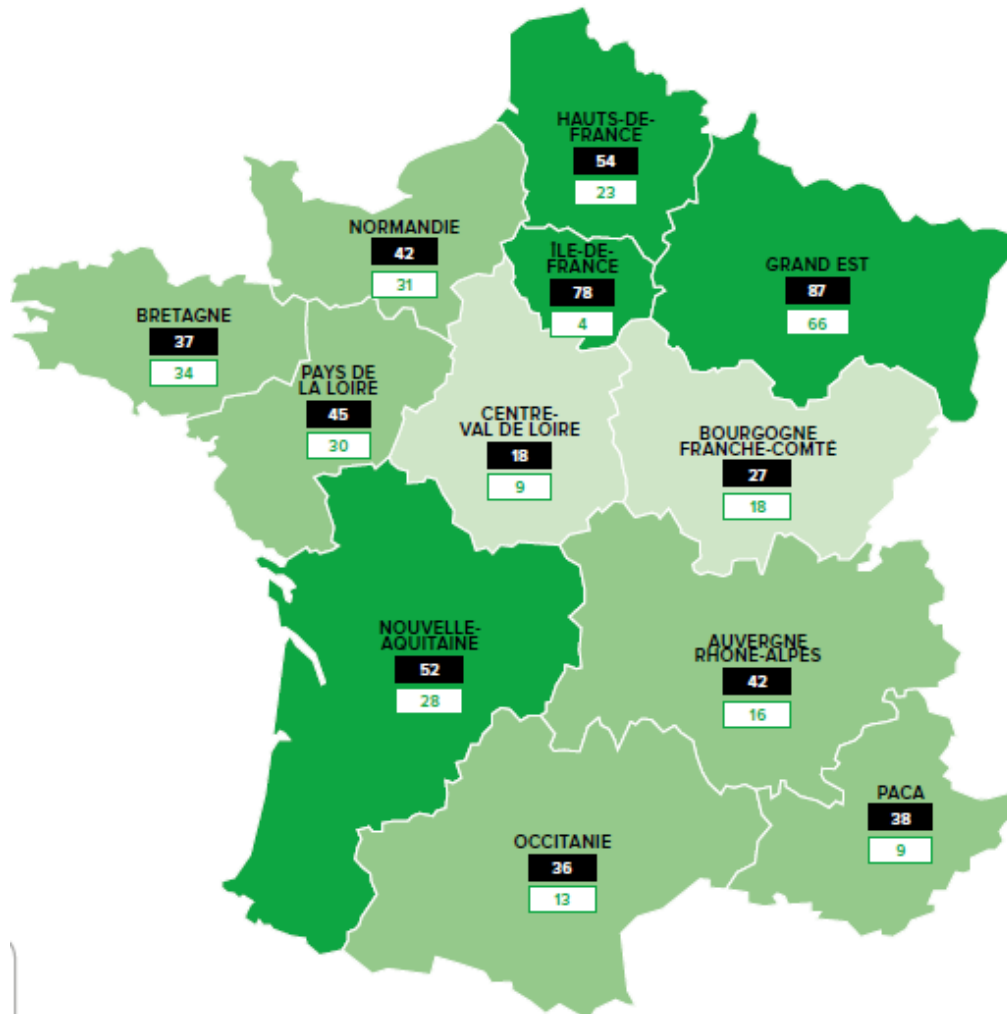 HAUTS-DE-
FRANCE
54
23
NORMANDIE
42
31
ÎLE-DE-
FRANCE
78
4
GRAND EST
87
66
BRETAGNE
37
34
PAYS DE
LA LOIRE
45
30
CENTRE-
VAL DE LOIRE
18
9
BOURGOGNE
FRANCHE-COMTÉ
27
18
NOUVELLE-
AQUITAINE
52
28
AUVERGNE
RHÔNE-ALPES
42
16
PACA
38
9
OCCITANIE
36
13